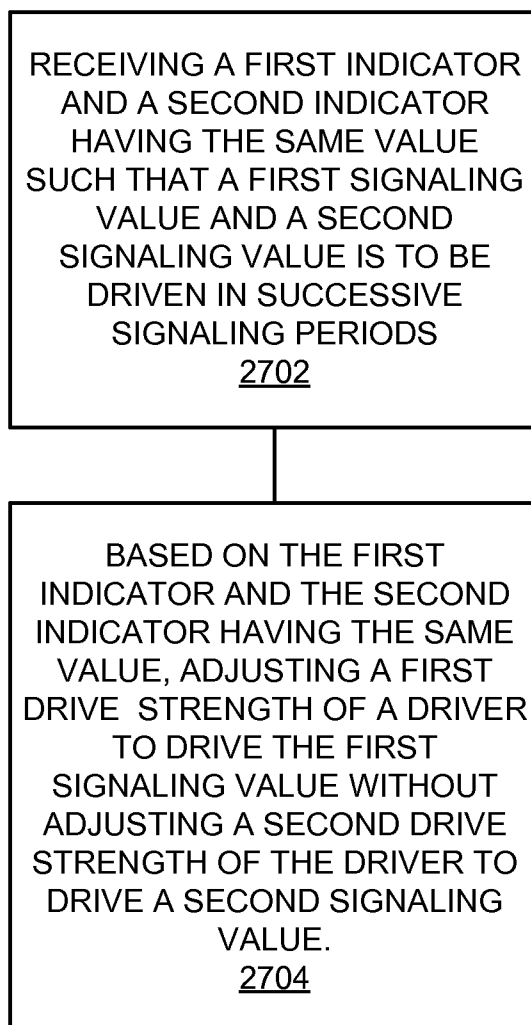 RECEIVING A FIRST INDICATOR
AND A SECOND INDICATOR
HAVING THE SAME VALUE
SUCH THAT A FIRST SIGNALING
VALUE AND A SECOND
SIGNALING VALUE IS TO BE
DRIVEN IN SUCCESSIVE
SIGNALING PERIODS
2702
BASED ON THE FIRST
INDICATOR AND THE SECOND
INDICATOR HAVING THE SAME
VALUE, ADJUSTING A FIRST
DRIVE STRENGTH OF A DRIVER
TO DRIVE THE FIRST
SIGNALING VALUE WITHOUT
ADJUSTING A SECOND DRIVE
STRENGTH OF THE DRIVER TO
DRIVE A SECOND SIGNALING
VALUE.
2704